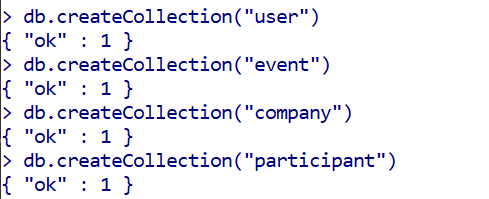 > db.createCollection("user")
{ "ok" : 1 }
> db.createCollection("event")
{ "ok" : 1 }
> db.createCollection("company")
{ "ok" : 1 }
> db.createCollection("participant")
{ "ok" : 1 }